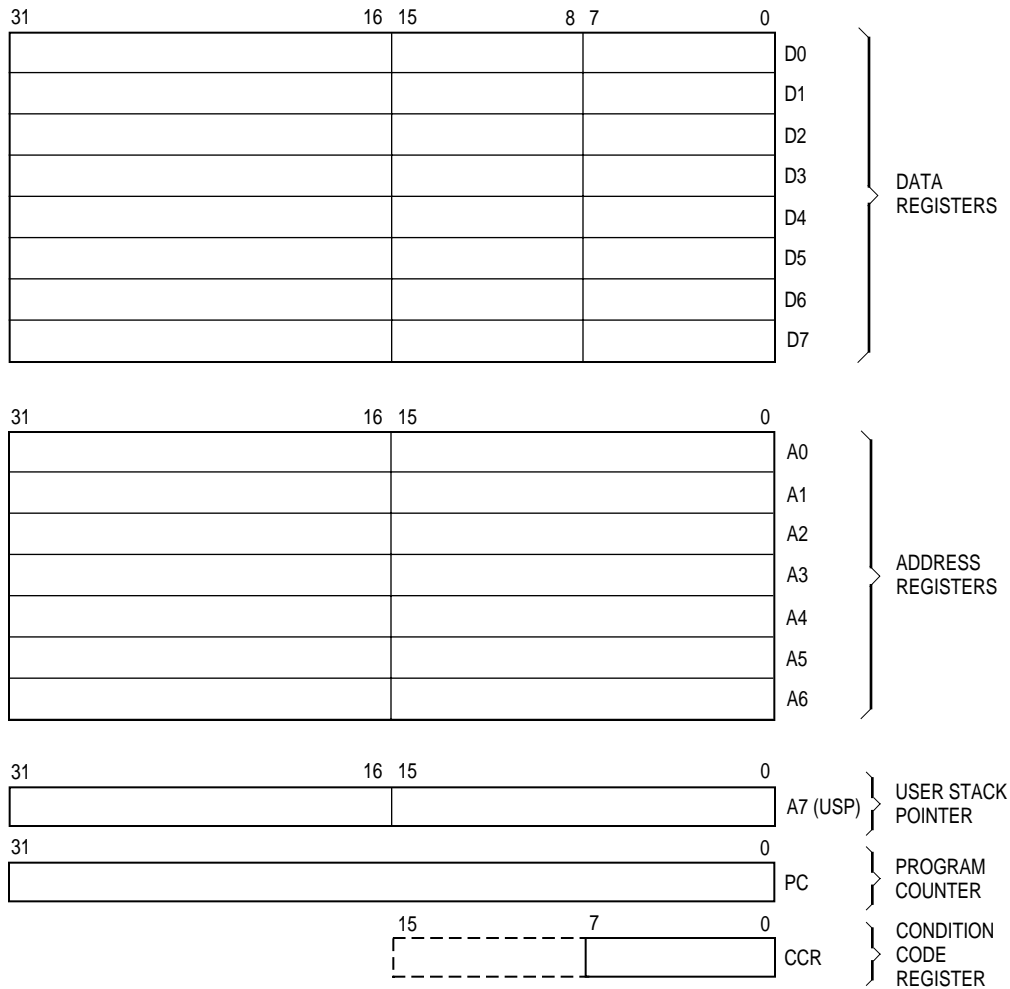 31 16 15 8 7 0
D0
D1
D2
D3
D4
D5
D6
D7
DATA
REGISTERS
31 16 15 0
A0
A1
A2
A3
A4
A5
A6
ADDRESS
REGISTERS
31 16 15 0
A7 (USP)
USER STACK
POINTER
31 0
PC
PROGRAM
COUNTER
15 7 0
CCR
CONDITION
CODE
REGISTER